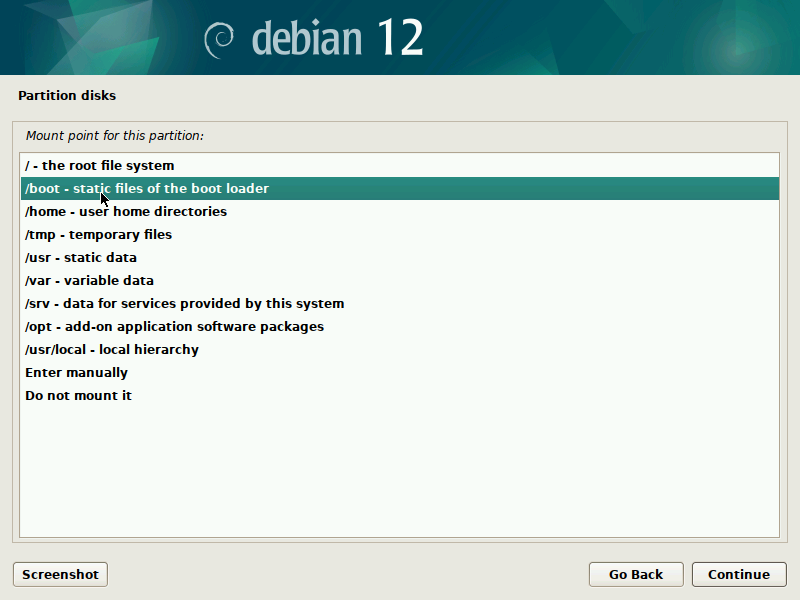 debian 12
Partition disks
Mount point for this partition:
/ - the root file system
/boot - static files of the boot loader
/home - user home directories
/tmp - temporary files
/usr - static data
/var - variable data
/srv - data for services provided by this system
/opt - add-on application software packages
/usr/local - local hierarchy
Enter manually
Do not mount it
Screenshot
Go Back
Continue